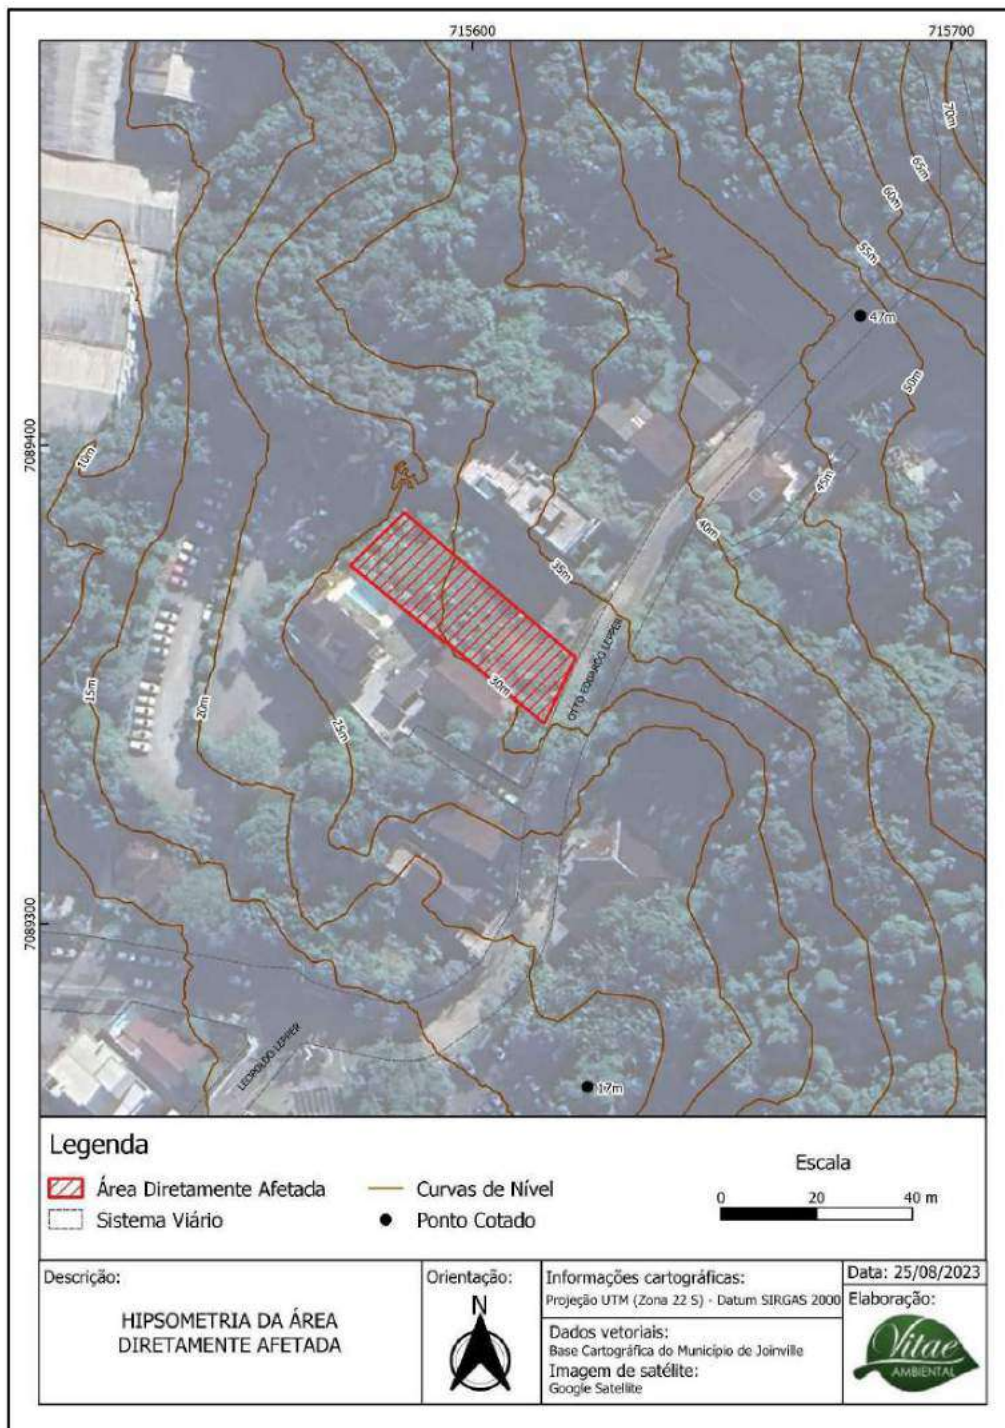 715600
715700
70m
65m
60m
55m
47m
50m
7089400
10m
45m
40m
35m
OTTO EDUARDO LEPPER
30m
15m
20m
25m
7089300
LEOPOLDO LEPPER
17m
Legenda
Área Diretamente Afetada
Curvas de Nível
Sistema Viário
Ponto Cotado
Escala
0 20 40 m
Descrição:
HIPSOMETRIA DA ÁREA
DIRETAMENTE AFETADA
Orientação:
N
Informações cartográficas:
Projeção UTM (Zona 22 S) - Datum SIRGAS 2000
Dados vetoriais:
Base Cartográfica do Município de Joinville
Imagem de satélite:
Google Satellite
Data: 25/08/2023
Elaboração:
Vitae
AMBIENTAL